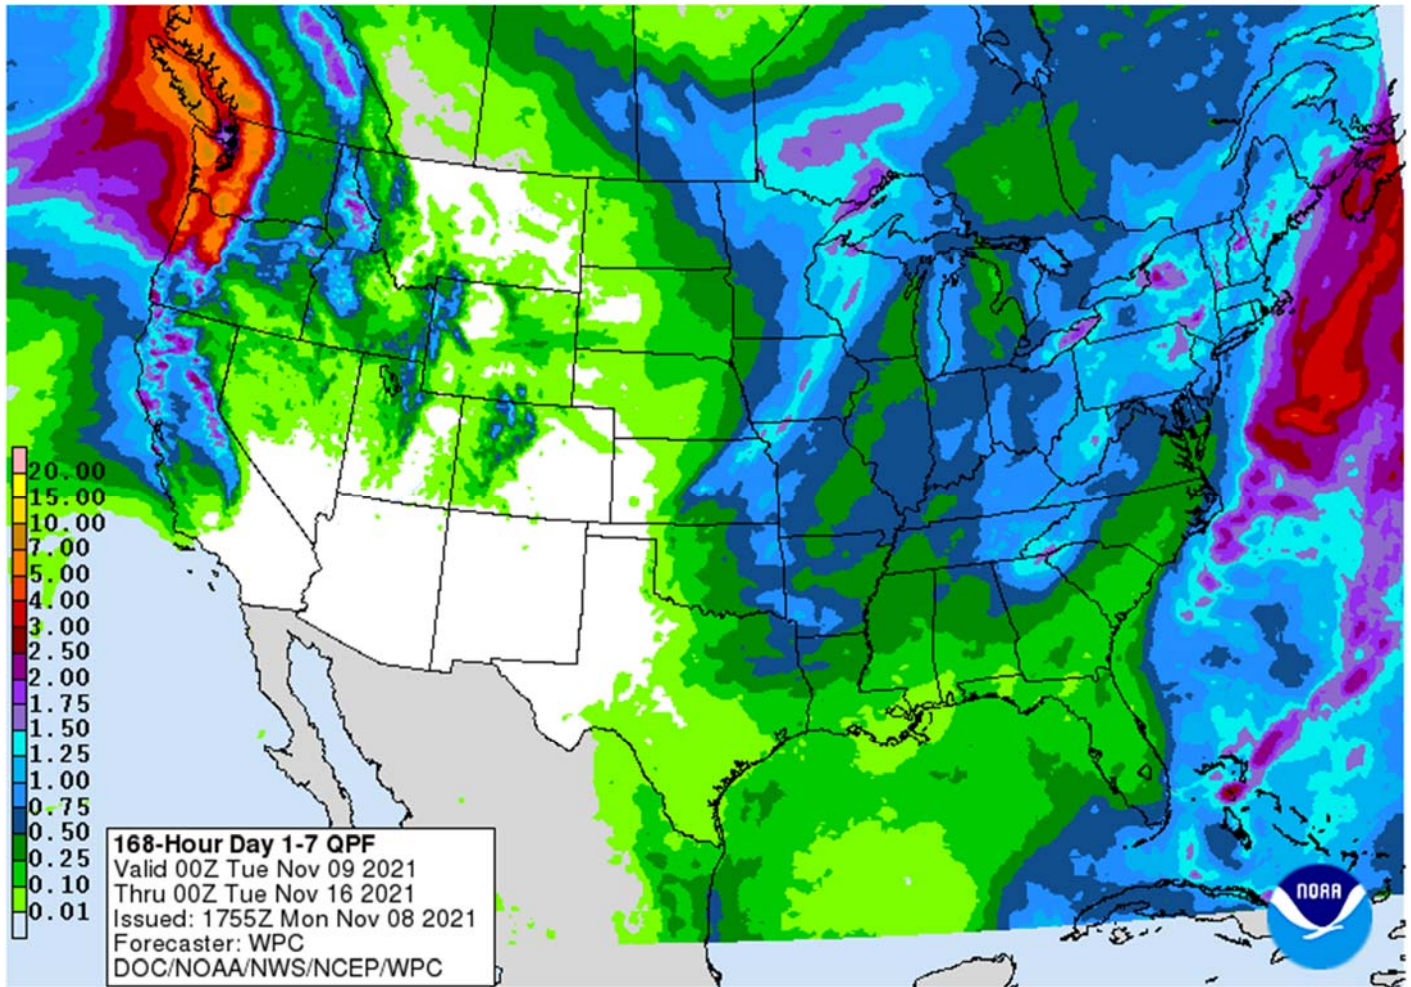 20.00
15.00
10.00
7.00
5.00
4.00
3.00
2.50
2.00
1.75
1.50
1.25
1.00
0.75
0.50
0.25
0.10
0.01
168-Hour Day 1-7 QPF
Valid 00Z Tue Nov 09 2021
Thru 00Z Tue Nov 16 2021
Issued: 1755Z Mon Nov 08 2021
Forecaster: WPC
DOC/NOAA/NWS/NCEP/WPC
NOAA